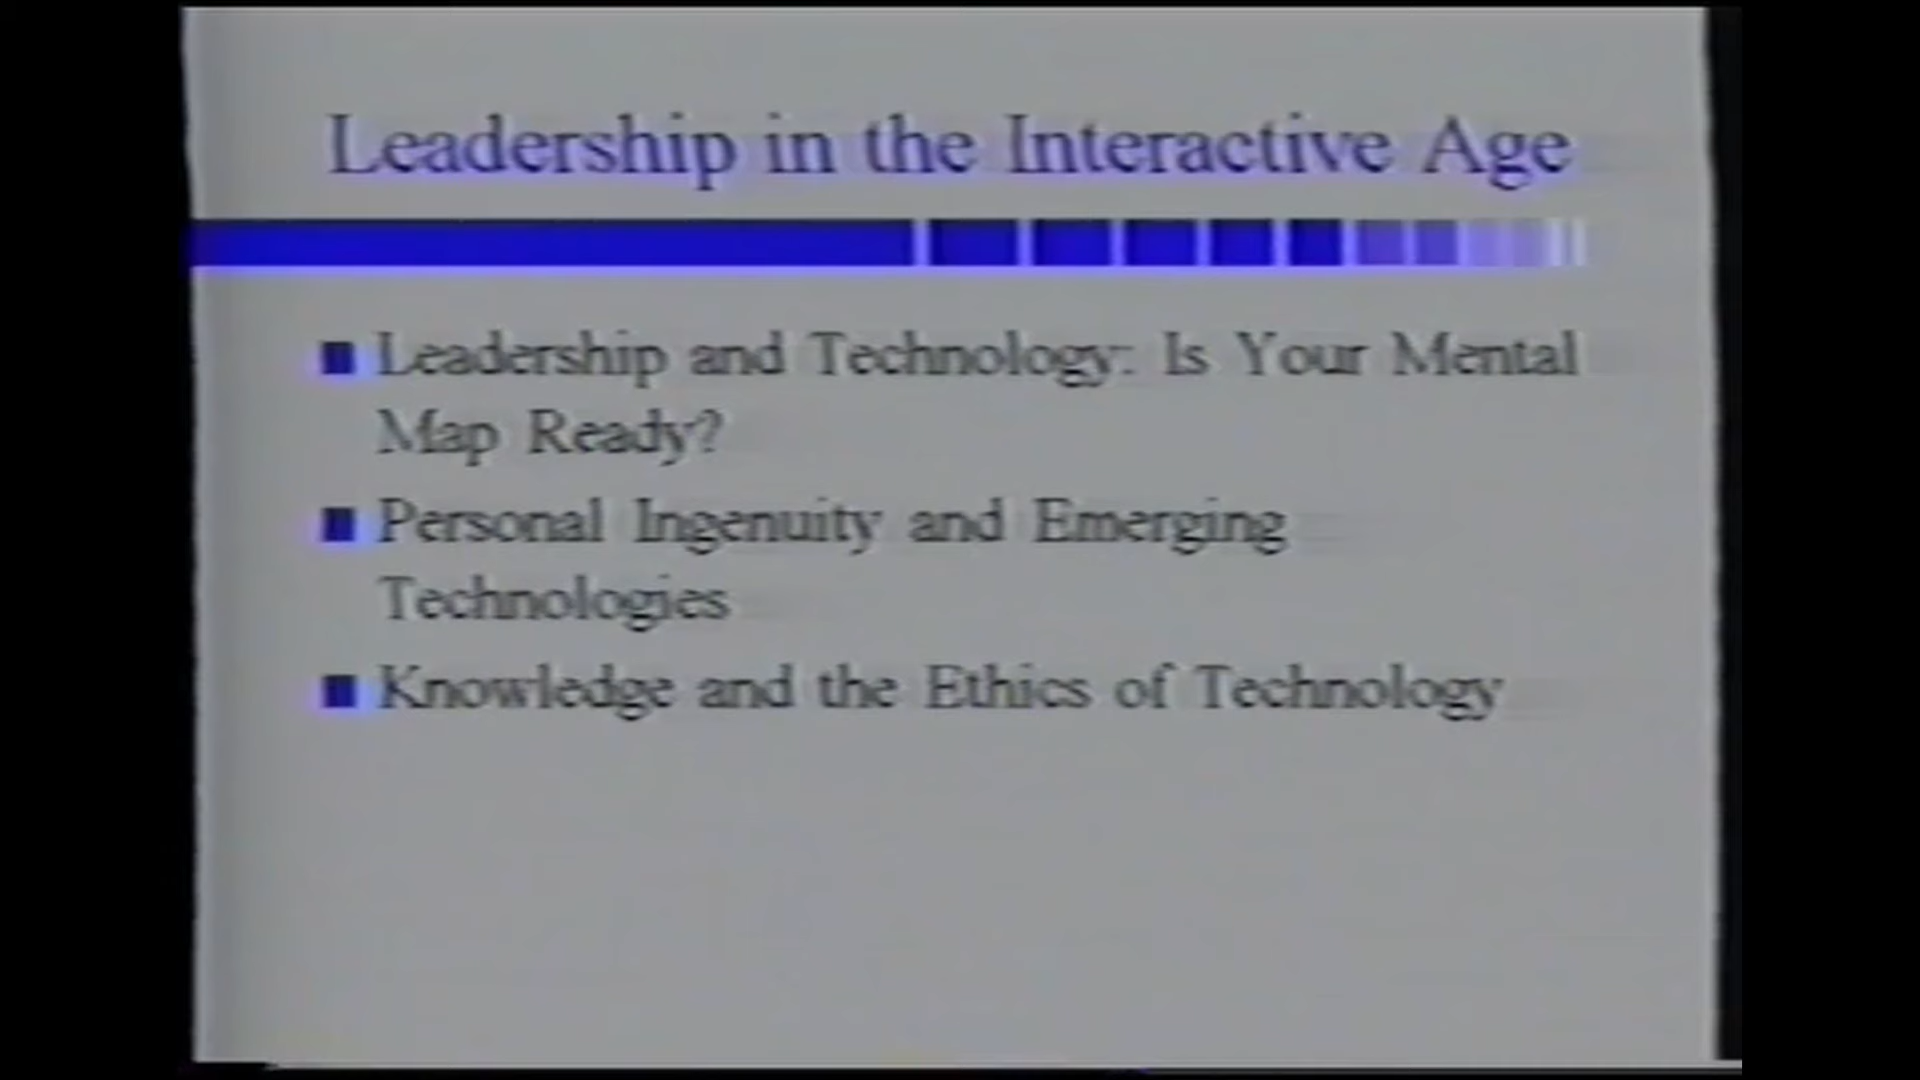 Leadership in the Interactive Age
Leadership and Technology: Is Your Mental
Map Ready?
Personal Ingenuity and Emerging
Technologies
Knowledge and the Ethics of Technology